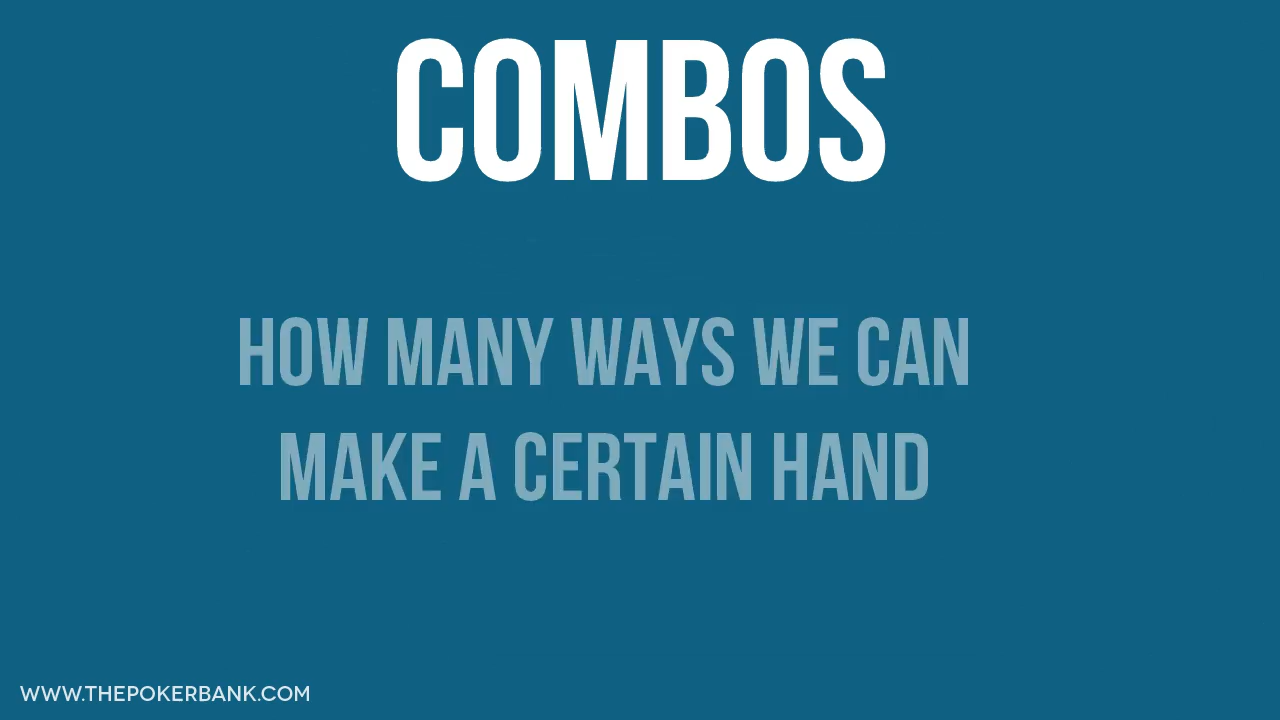 COMBOS
HOW MANY WAYS WE CAN
MAKE A CERTAIN HAND
WWW.THEPOKERBANK.COM